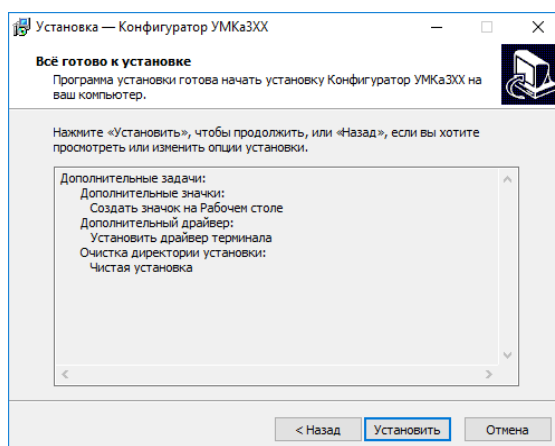 Установка — Конфигуратор УМКа3ХХ
Всё готово к установке
Программа установки готова начать установку Конфигуратор УМКа3ХХ на
ваш компьютер.
Нажмите «Установить», чтобы продолжить, или «Назад», если вы хотите
просмотреть или изменить опции установки.
Дополнительные задачи:
Дополнительные значки:
Создать значок на Рабочем столе
Дополнительный драйвер:
Установить драйвер терминала
Очистка директории установки:
Чистая установка
< Назад
Установить
Отмена